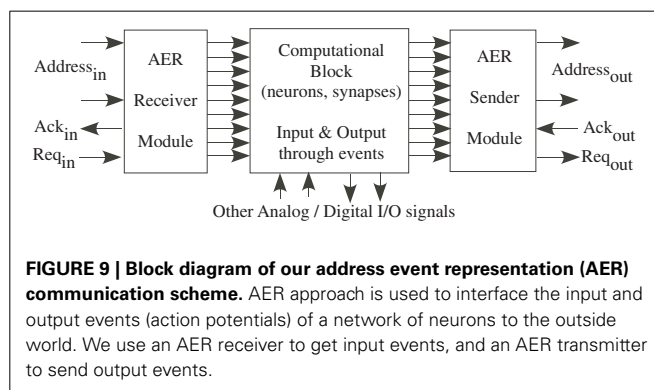 Address_in
Ack_in
Req_in
AER
Receiver
Module
Computational
Block
(neurons, synapses)
Input & Output
through events
AER
Sender
Module
Address_out
Ack_out
Req_out
Other Analog / Digital I/O signals
FIGURE 9 | Block diagram of our address event representation (AER)
communication scheme. AER approach is used to interface the input and
output events (action potentials) of a network of neurons to the outside
world. We use an AER receiver to get input events, and an AER transmitter
to send output events.